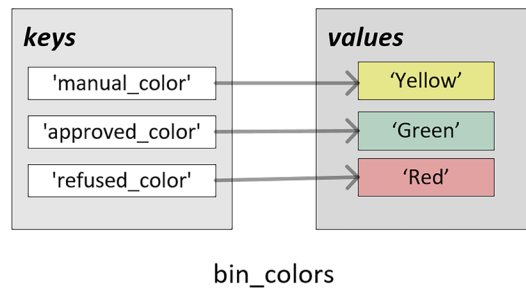 keys
values
'manual_color'
‘Yellow’
'approved_color'
‘Green’
'refused_color'
‘Red’
bin_colors